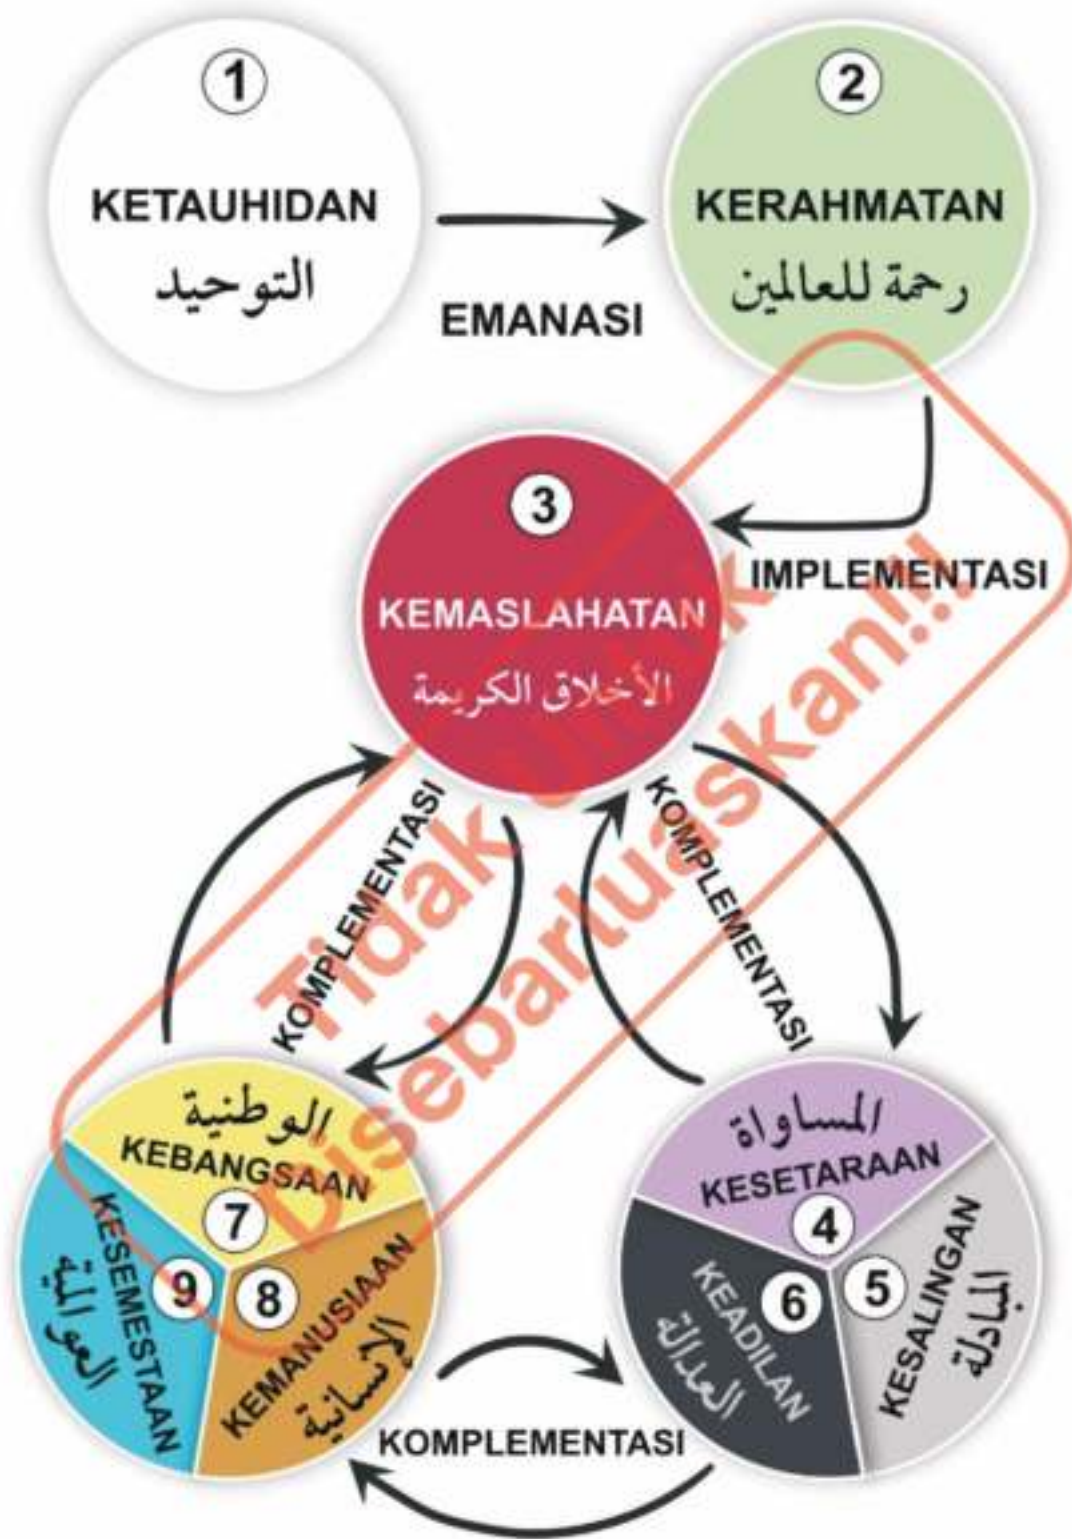 1
KETAUHIDAN
التوحيد
EMANASI
2
KERAHMATAN
رحمة للعالمين
IMPLEMENTASI
3
KEMASLAHATAN
الأخلاق الكريمة
KOMPLEMENTASI
KOMPLEMENTASI
المساواة
KESETARAAN
4
5
KESALINGAN
المبادلة
6
KEADILAN
العدالة
الوطنية
KEBANGSAAN
7
8
KEMANUSIAAN
الإنسانية
9
KESEMESTAAN
العوالمية
KOMPLEMENTASI
Tidak untuk
Disebarluaskan!!!